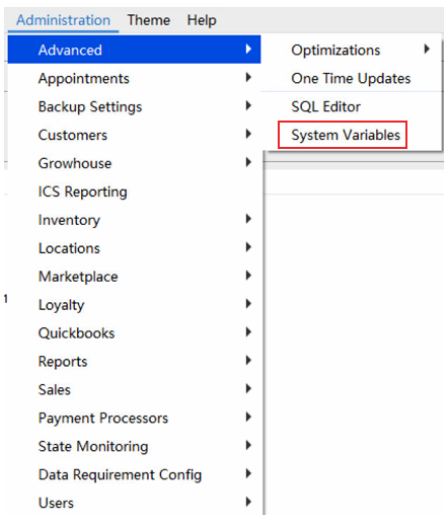 Administration Theme Help
Advanced
Optimizations
Appointments
One Time Updates
Backup Settings
SQL Editor
Customers
System Variables
Growhouse
ICS Reporting
Inventory
Locations
Marketplace
Loyalty
Quickbooks
Reports
Sales
Payment Processors
State Monitoring
Data Requirement Config
Users